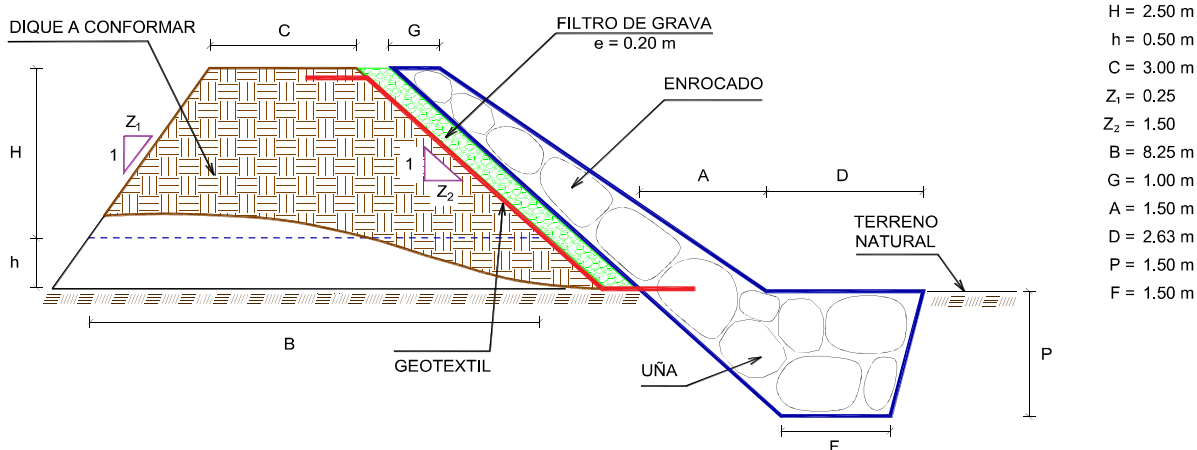 DIQUE A CONFORMAR
C
G
FILTRO DE GRAVA
e = 0.20 m
ENROCADO
H
Z₁
1
1
Z₂
A
D
TERRENO
NATURAL
h
B
GEOTEXTIL
UÑA
P
F
H = 2.50 m
h = 0.50 m
C = 3.00 m
Z₁ = 0.25
Z₂ = 1.50
B = 8.25 m
G = 1.00 m
A = 1.50 m
D = 2.63 m
P = 1.50 m
F = 1.50 m